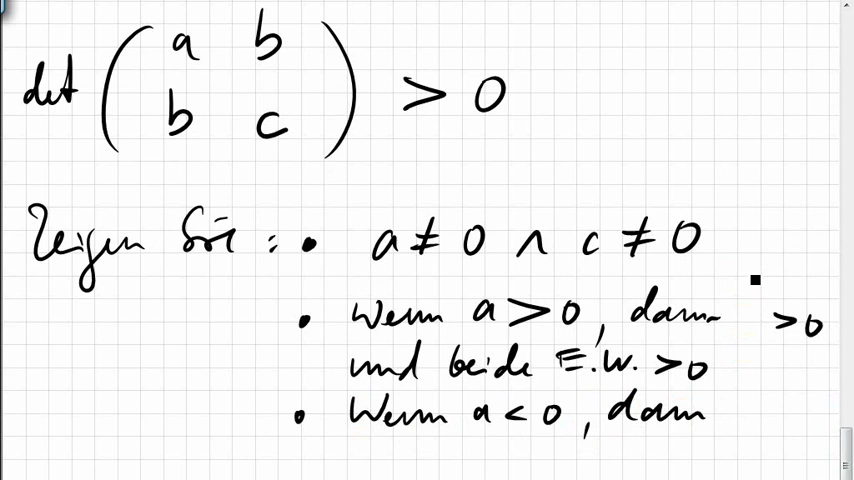 det ( a b
b c ) > 0
Zeigen Sie : • a ≠ 0 ∧ c ≠ 0
• Wenn a > 0, dann > 0
und beide E.W. > 0
• Wenn a < 0, dann